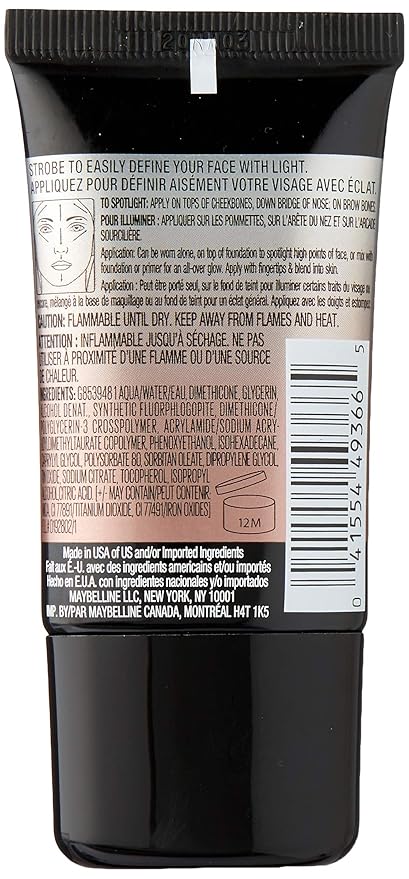 STROBE TO EASILY DEFINE YOUR FACE WITH LIGHT.
APPLIQUEZ POUR DÉFINIR AISÉMENT VOTRE VISAGE AVEC ÉCLAT.
TO SPOTLIGHT: APPLY ON TOPS OF CHEEKBONES, DOWN BRIDGE OF NOSE, ON BROW BONES.
POUR ILLUMINER: APPLIQUER SUR LES POMMETTES, SUR L'ARÊTE DU NEZ ET SUR L'ARCADE
SOURCILIÈRE.
Application: Can be worn alone, on top of foundation to spotlight high points of face, or mix with
foundation or primer for an all-over glow. Apply with fingertips & blend into skin.
Application : Peut être porté seul, sur le fond de teint pour illuminer certains traits du visage ou
encore, mélangé à la base de maquillage ou au fond de teint pour un éclat général. Appliquez avec les doigts et estompez.
CAUTION: FLAMMABLE UNTIL DRY. KEEP AWAY FROM FLAMES AND HEAT.
ATTENTION : INFLAMMABLE JUSQU'À SÉCHAGE. NE PAS
UTILISER À PROXIMITÉ D'UNE FLAMME OU D'UNE SOURCE
DE CHALEUR.
INGREDIENTS: G853948 1 AQUA/WATER/EAU, DIMETHICONE, GLYCERIN,
ALCOHOL DENAT., SYNTHETIC FLUORPHLOGOPITE, DIMETHICONE/
POLYGLYCERIN-3 CROSSPOLYMER, ACRYLAMIDE/SODIUM ACRY-
LOYLDIMETHYLTAURATE COPOLYMER, PHENOXYETHANOL, ISOHEXADECANE,
CAPRYLYL GLYCOL, POLYSORBATE 80, SORBITAN OLEATE, DIPROPYLENE GLYCOL,
DIOXIDE, SODIUM CITRATE, TOCOPHEROL, ISOPROPYL
ALCOHOL, CITRIC ACID. [+/- MAY CONTAIN/PEUT CONTENIR
MICA, CI 77891/TITANIUM DIOXIDE, CI 77491/IRON OXIDES]
D192802/1
12M
Made in USA of US and/or Imported Ingredients
Fait aux É.-U. avec des ingrédients américains et/ou importés
Hecho en E.U.A. con ingredientes nacionales y/o importados
MAYBELLINE LLC, NEW YORK, NY 10001
IMP. BY/PAR MAYBELLINE CANADA, MONTRÉAL H4T 1K5
0 41554 49366 5